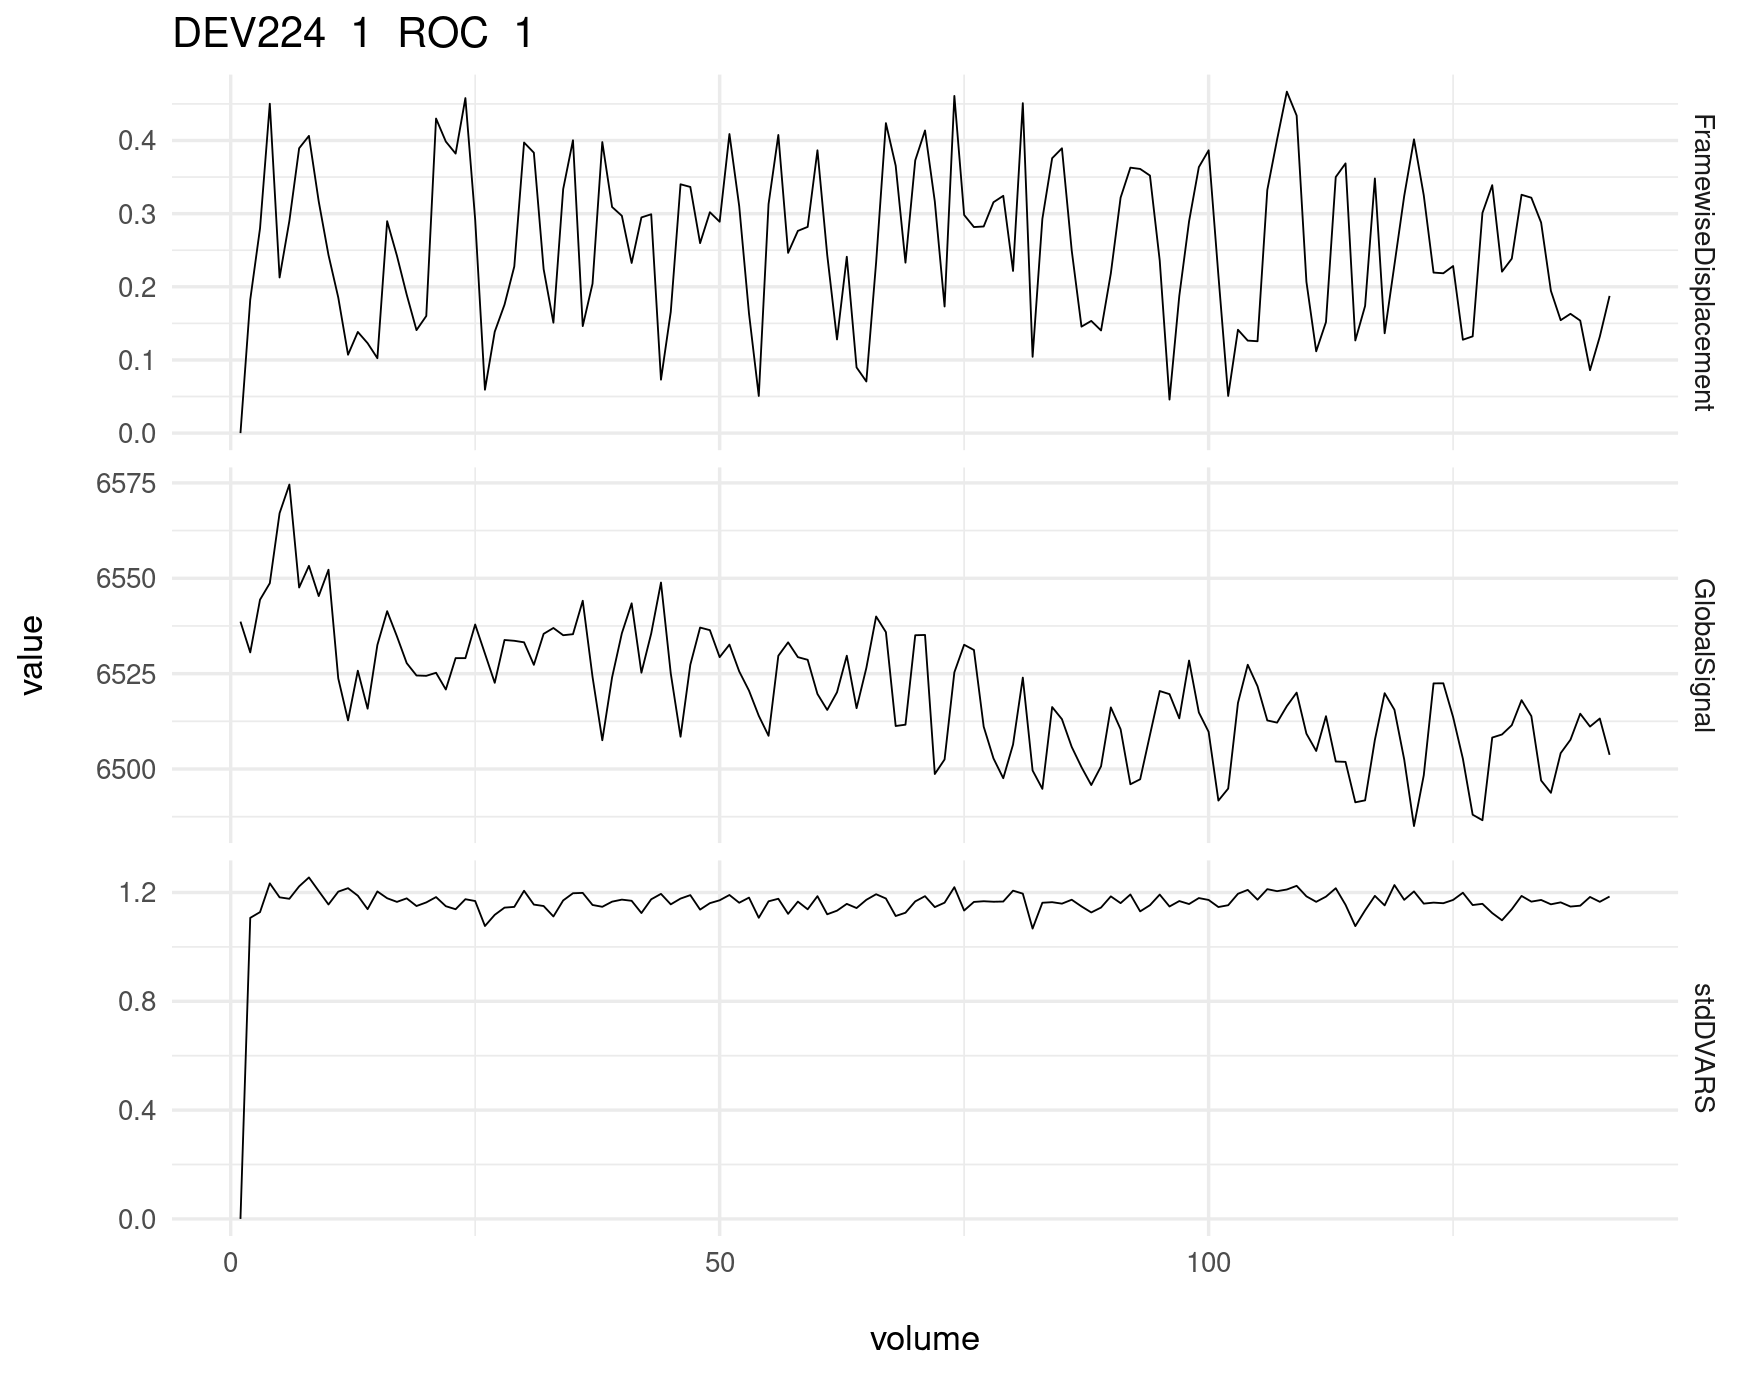 DEV224 1 ROC 1
0.4
0.3
0.2
0.1
0.0
FramewiseDisplacement
6575
6550
6525
6500
GlobalSignal
1.2
0.8
0.4
0.0
stdDVARS
0 50 100
value
volume